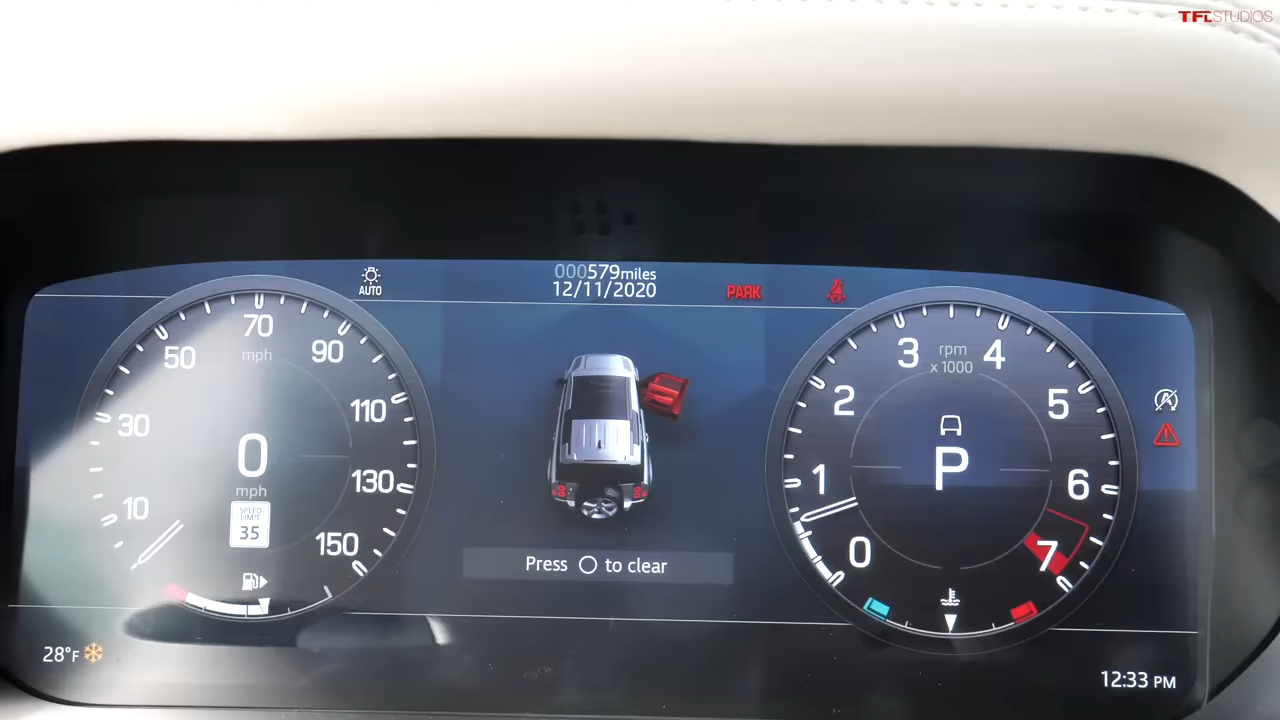 TFLSTUDIOS
AUTO
000579miles
12/11/2020
PARK
10
30
50
70
90
110
130
150
mph
0
mph
SPEED
LIMIT
35
Press to clear
0
1
2
3
4
5
6
7
rpm
x 1000
P
28°F
12:33 PM